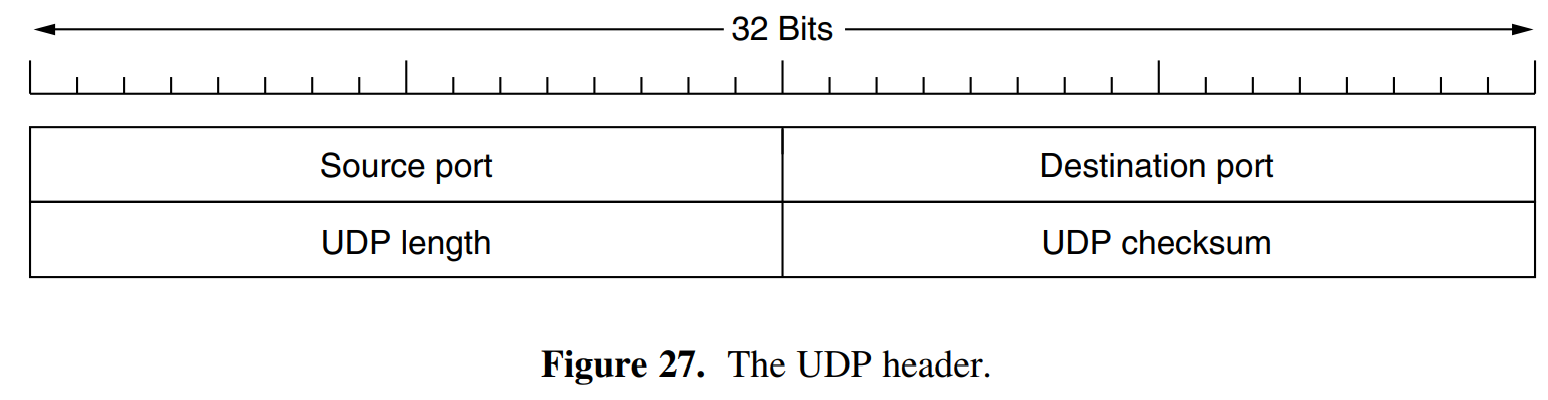 32 Bits
Source port
Destination port
UDP length
UDP checksum
Figure 27. The UDP header.